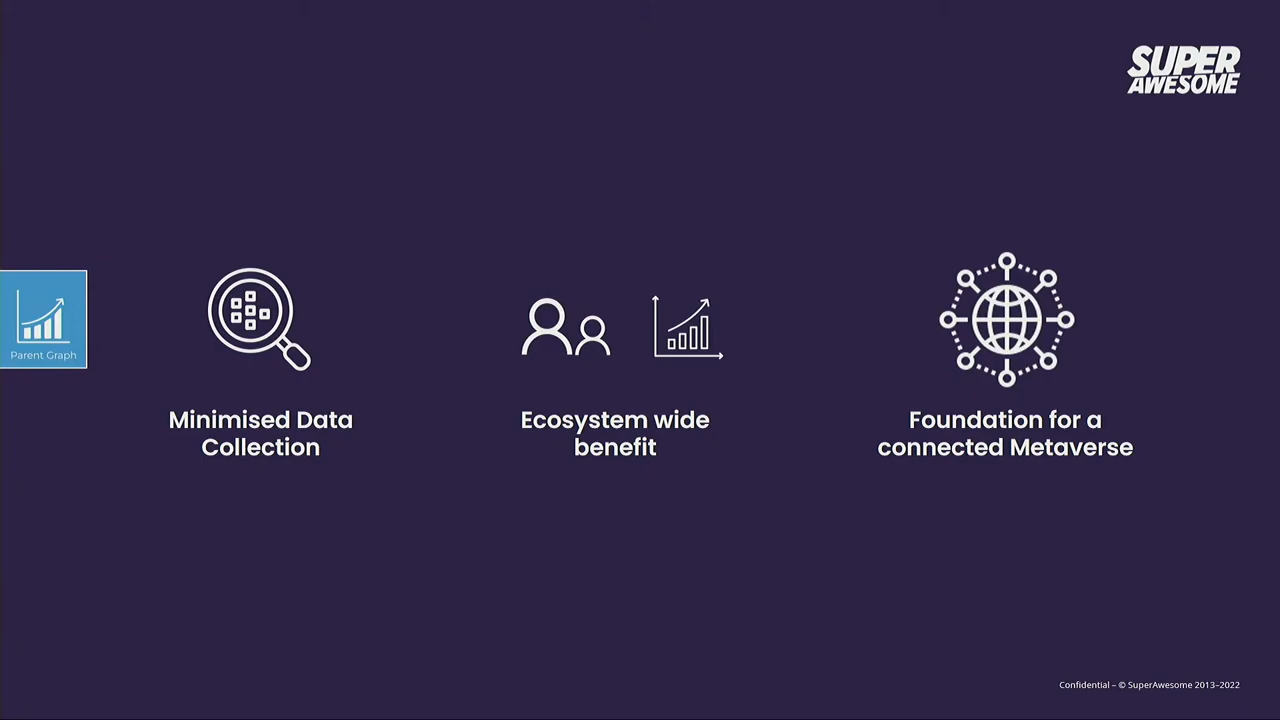 SUPER
AWESOME
Parent Graph
Minimised Data
Collection
Ecosystem wide
benefit
Foundation for a
connected Metaverse
Confidential – © SuperAwesome 2013–2022